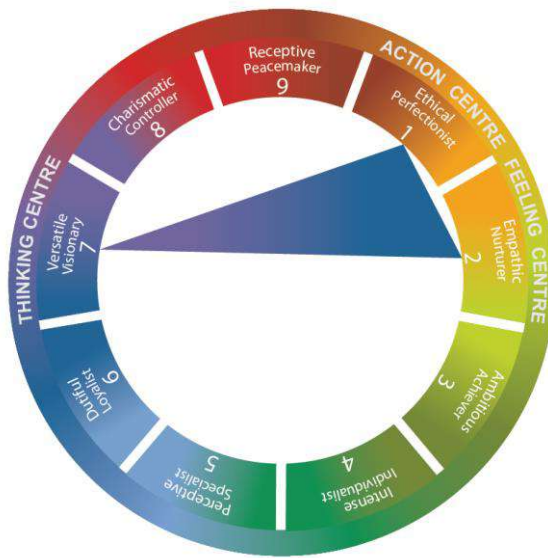 ACTION CENTRE
FEELING CENTRE
THINKING CENTRE
Receptive
Peacemaker
9
Ethical
Perfectionist
1
Empathic
Nurturer
2
Ambitious
Achiever
3
Intense
Individualist
4
Perceptive
Specialist
5
Dutiful
Loyalist
6
Versatile
Visionary
7
Charismatic
Controller
8